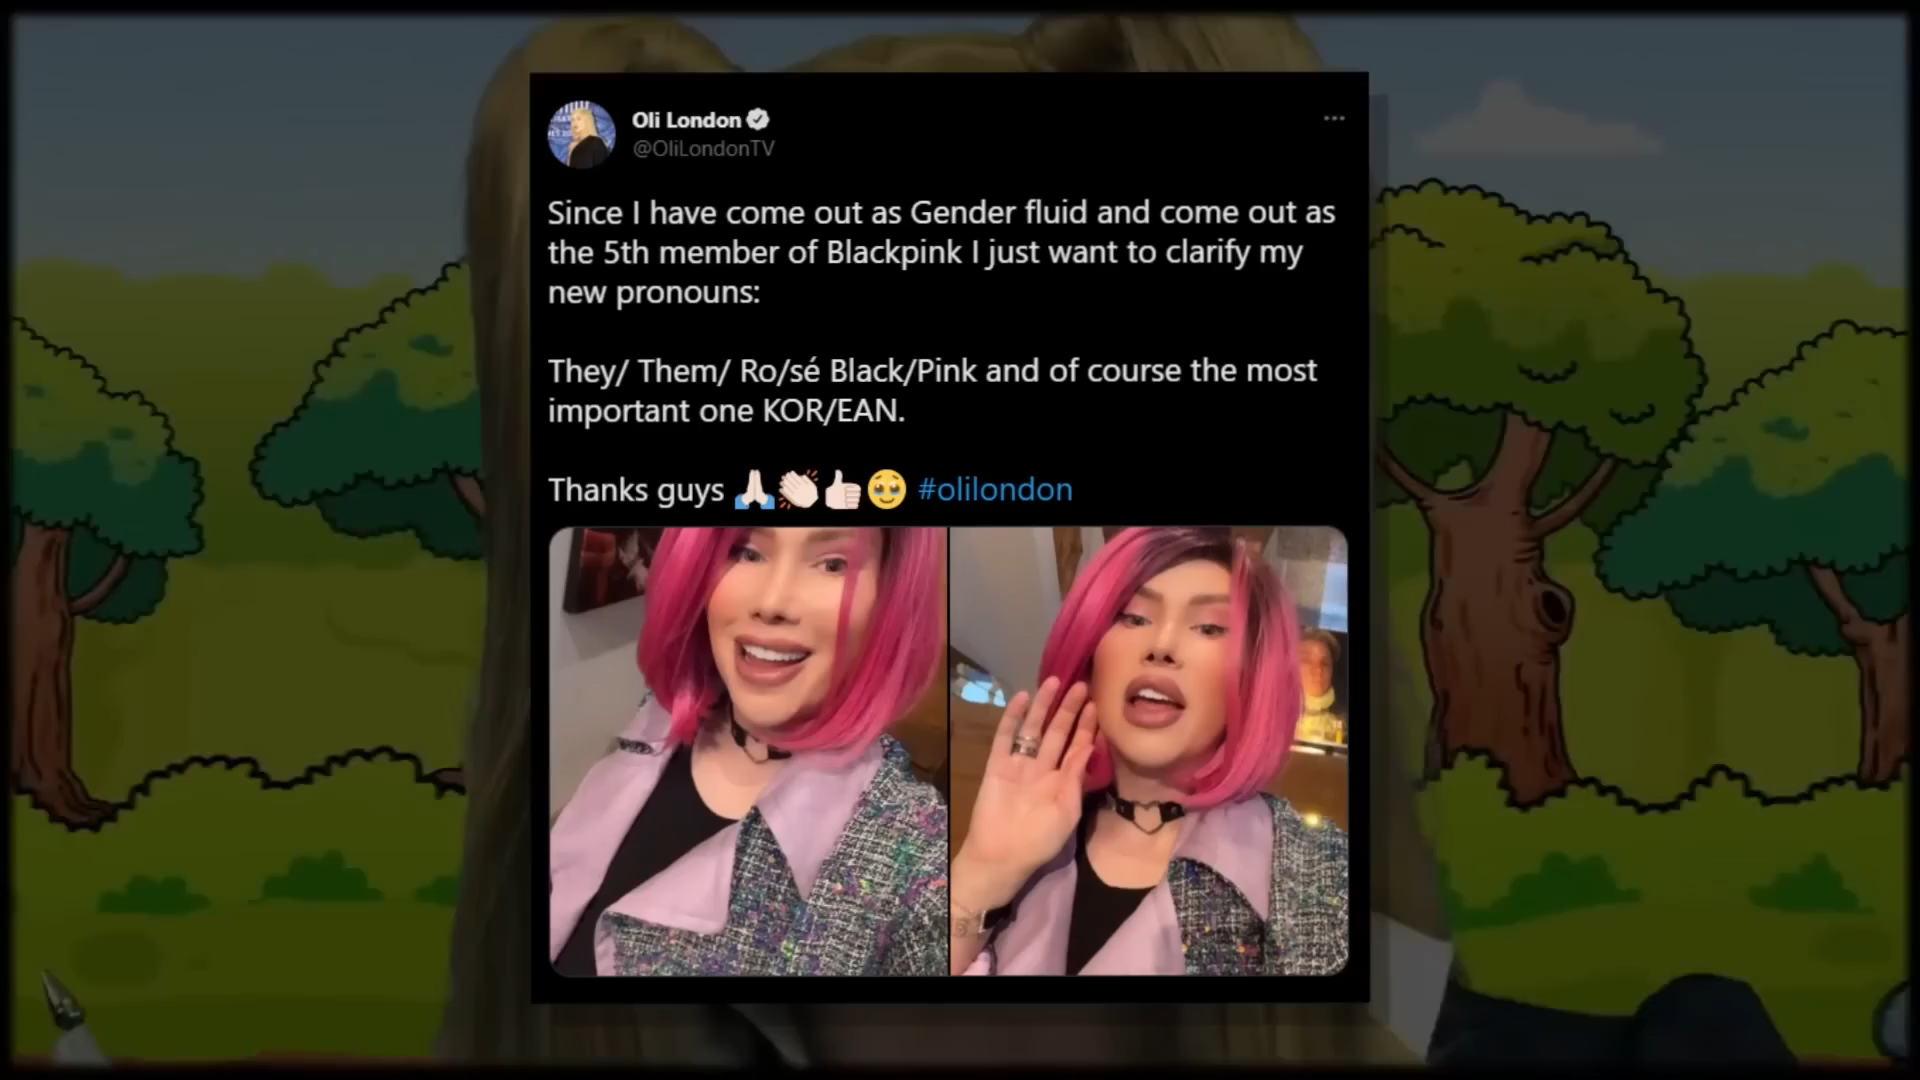 Oli London
@OliLondonTV
Since I have come out as Gender fluid and come out as
the 5th member of Blackpink I just want to clarify my
new pronouns:
They/ Them/ Ro/sé Black/Pink and of course the most
important one KOR/EAN.
Thanks guys 🙏🏻👏🏻👍🏻🥹 #olilondon